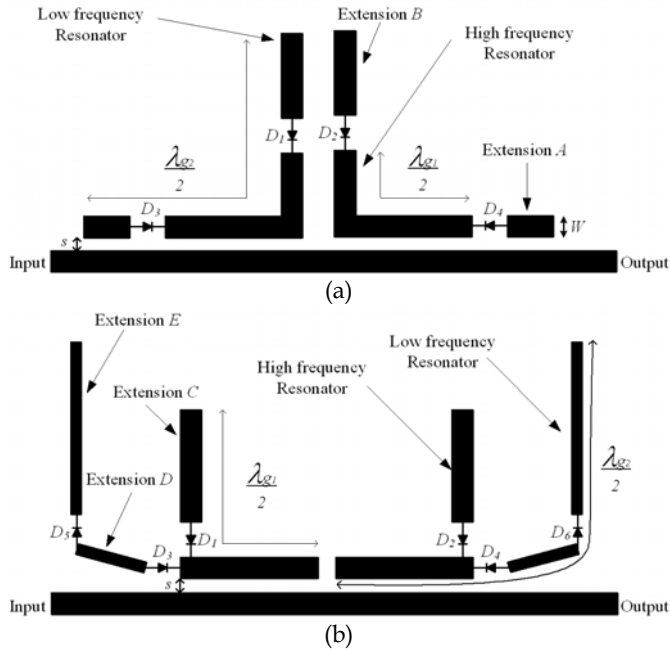 Low frequency
Resonator
Extension B
High frequency
Resonator
D1
D2
λg2
2
λg1
2
Extension A
D3
D4
W
s
Input
Output
(a)
Extension E
Low frequency
Resonator
High frequency
Resonator
Extension C
λg1
2
λg2
2
Extension D
D5
D3
D1
D2
D4
D6
s
Input
Output
(b)